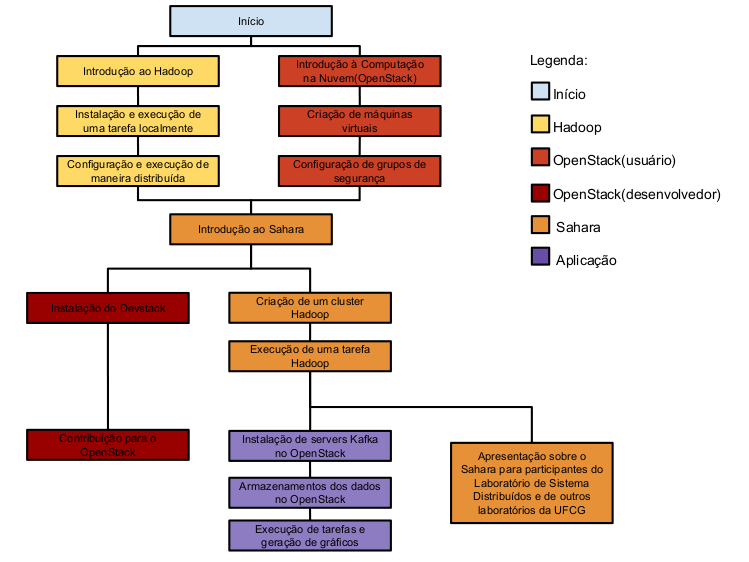 Início
Introdução ao Hadoop
Introdução à Computação
na Nuvem(OpenStack)
Instalação e execução de
uma tarefa localmente
Criação de máquinas
virtuais
Configuração e execução de
maneira distribuída
Configuração de grupos de
segurança
Introdução ao Sahara
Instalação do Devstack
Criação de um cluster
Hadoop
Execução de uma tarefa
Hadoop
Contribuição para o
OpenStack
Instalação de servers Kafka
no OpenStack
Armazenamentos dos dados
no OpenStack
Execução de tarefas e
geração de gráficos
Apresentação sobre o
Sahara para participantes do
Laboratório de Sistema
Distribuídos e de outros
laboratórios da UFCG
Legenda:
Início
Hadoop
OpenStack(usuário)
OpenStack(desenvolvedor)
Sahara
Aplicação